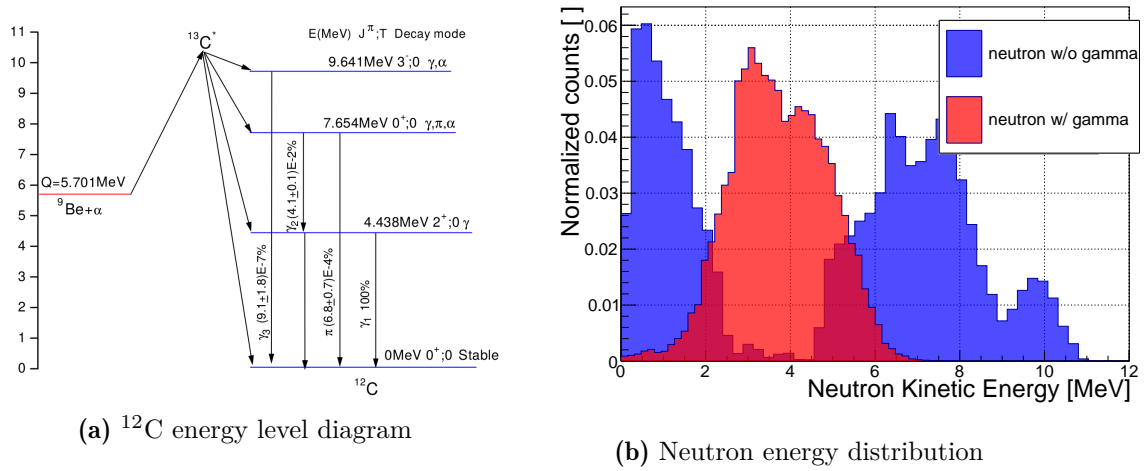 11
10
9
8
7
6
5
4
3
2
1
0
E(MeV) J^π;T Decay mode
¹³C*
9.641MeV 3⁻;0 γ,α
7.654MeV 0⁺;0 γ,π,α
Q=5.701MeV
⁹Be+α
γ₂(4.1±0.1)E-2%
4.438MeV 2⁺;0 γ
γ₃ (9.1±1.8)E-7%
π(6.8±0.7)E-4%
γ₁ 100%
0MeV 0⁺;0 Stable
¹²C
(a) ¹²C energy level diagram
Normalized counts [ ]
0.06
0.05
0.04
0.03
0.02
0.01
0
neutron w/o gamma
neutron w/ gamma
0 2 4 6 8 10 12
Neutron Kinetic Energy [MeV]
(b) Neutron energy distribution